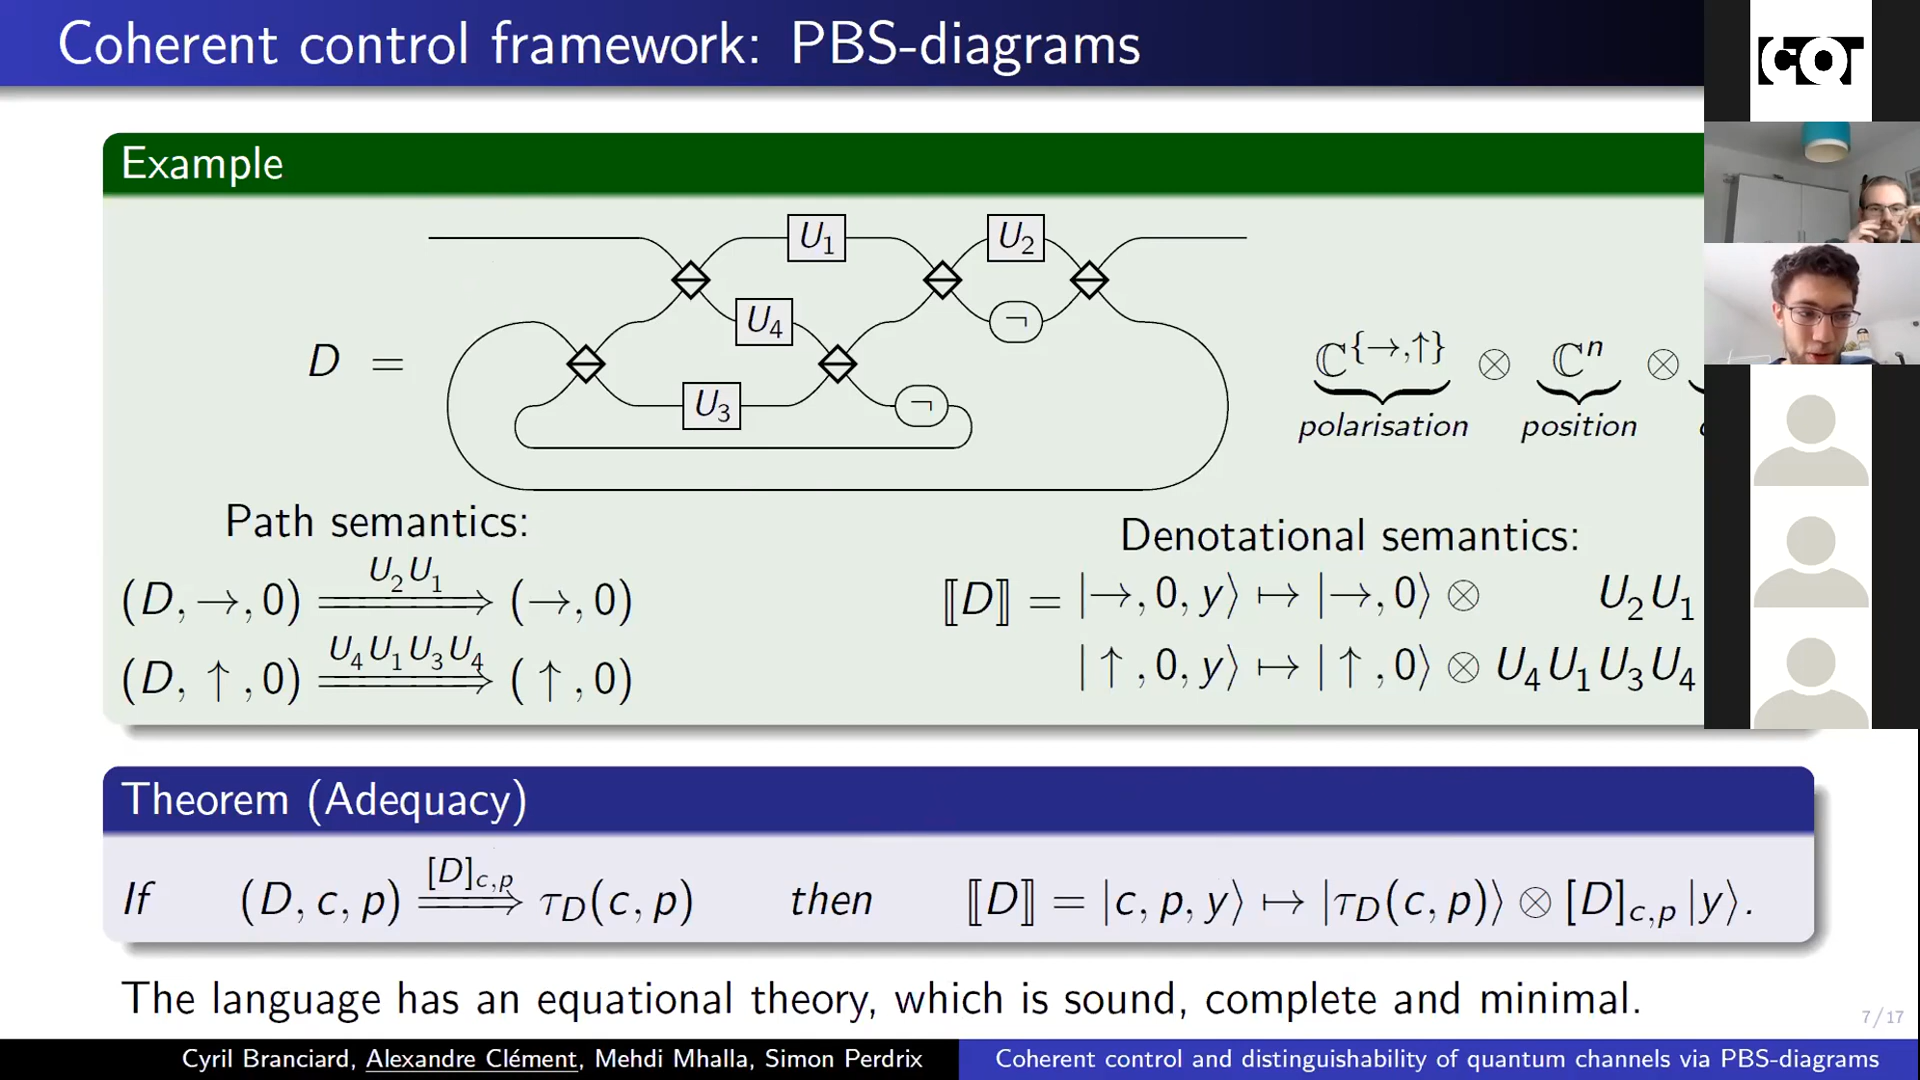 Coherent control framework: PBS-diagrams
CQT
Example
U₁
U₂
U₄
¬
D =
U₃
¬
ℂ^{→,↑} ⊗ ℂⁿ ⊗
polarisation position
Path semantics:
Denotational semantics:
U₂U₁
(D, →, 0) ⟹ (→, 0)
⟦D⟧ = |→, 0, y⟩ ↦ |→, 0⟩ ⊗ U₂U₁
U₄U₁U₃U₄
(D, ↑, 0) ⟹ (↑, 0)
|↑, 0, y⟩ ↦ |↑, 0⟩ ⊗ U₄U₁U₃U₄
Theorem (Adequacy)
[D]_{c,p}
If (D, c, p) ⟹ τ_D(c, p) then ⟦D⟧ = |c, p, y⟩ ↦ |τ_D(c, p)⟩ ⊗ [D]_{c,p} |y⟩.
The language has an equational theory, which is sound, complete and minimal.
7 / 17
Cyril Branciard, Alexandre Clément, Mehdi Mhalla, Simon Perdrix
Coherent control and distinguishability of quantum channels via PBS-diagrams